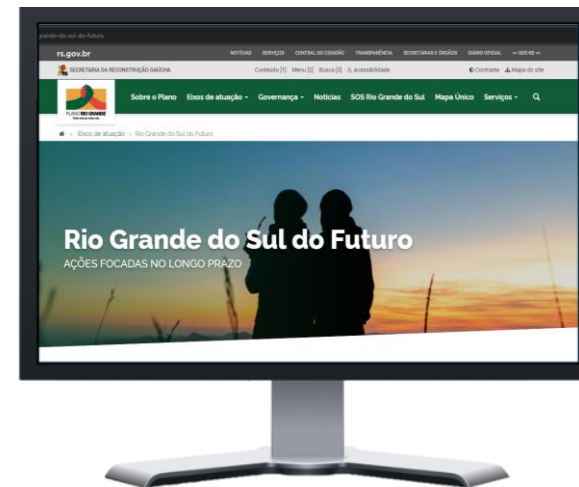 grande-do-sul-do-futuro
rs.gov.br NOTÍCIAS SERVIÇOS CENTRAL DO CIDADÃO TRANSPARÊNCIA SECRETARIAS E ÓRGÃOS DIÁRIO OFICIAL SOS RS
SECRETARIA DA RECONSTRUÇÃO GAÚCHA Conteúdo [1] Menu [2] Busca [3] Acessibilidade Contraste Mapa do site
PLANO RIO GRANDE
Sobre o Plano Eixos de atuação Governança Notícias SOS Rio Grande do Sul Mapa Único Serviços
Eixos de atuação > Rio Grande do Sul do Futuro
Rio Grande do Sul do Futuro
AÇÕES FOCADAS NO LONGO PRAZO